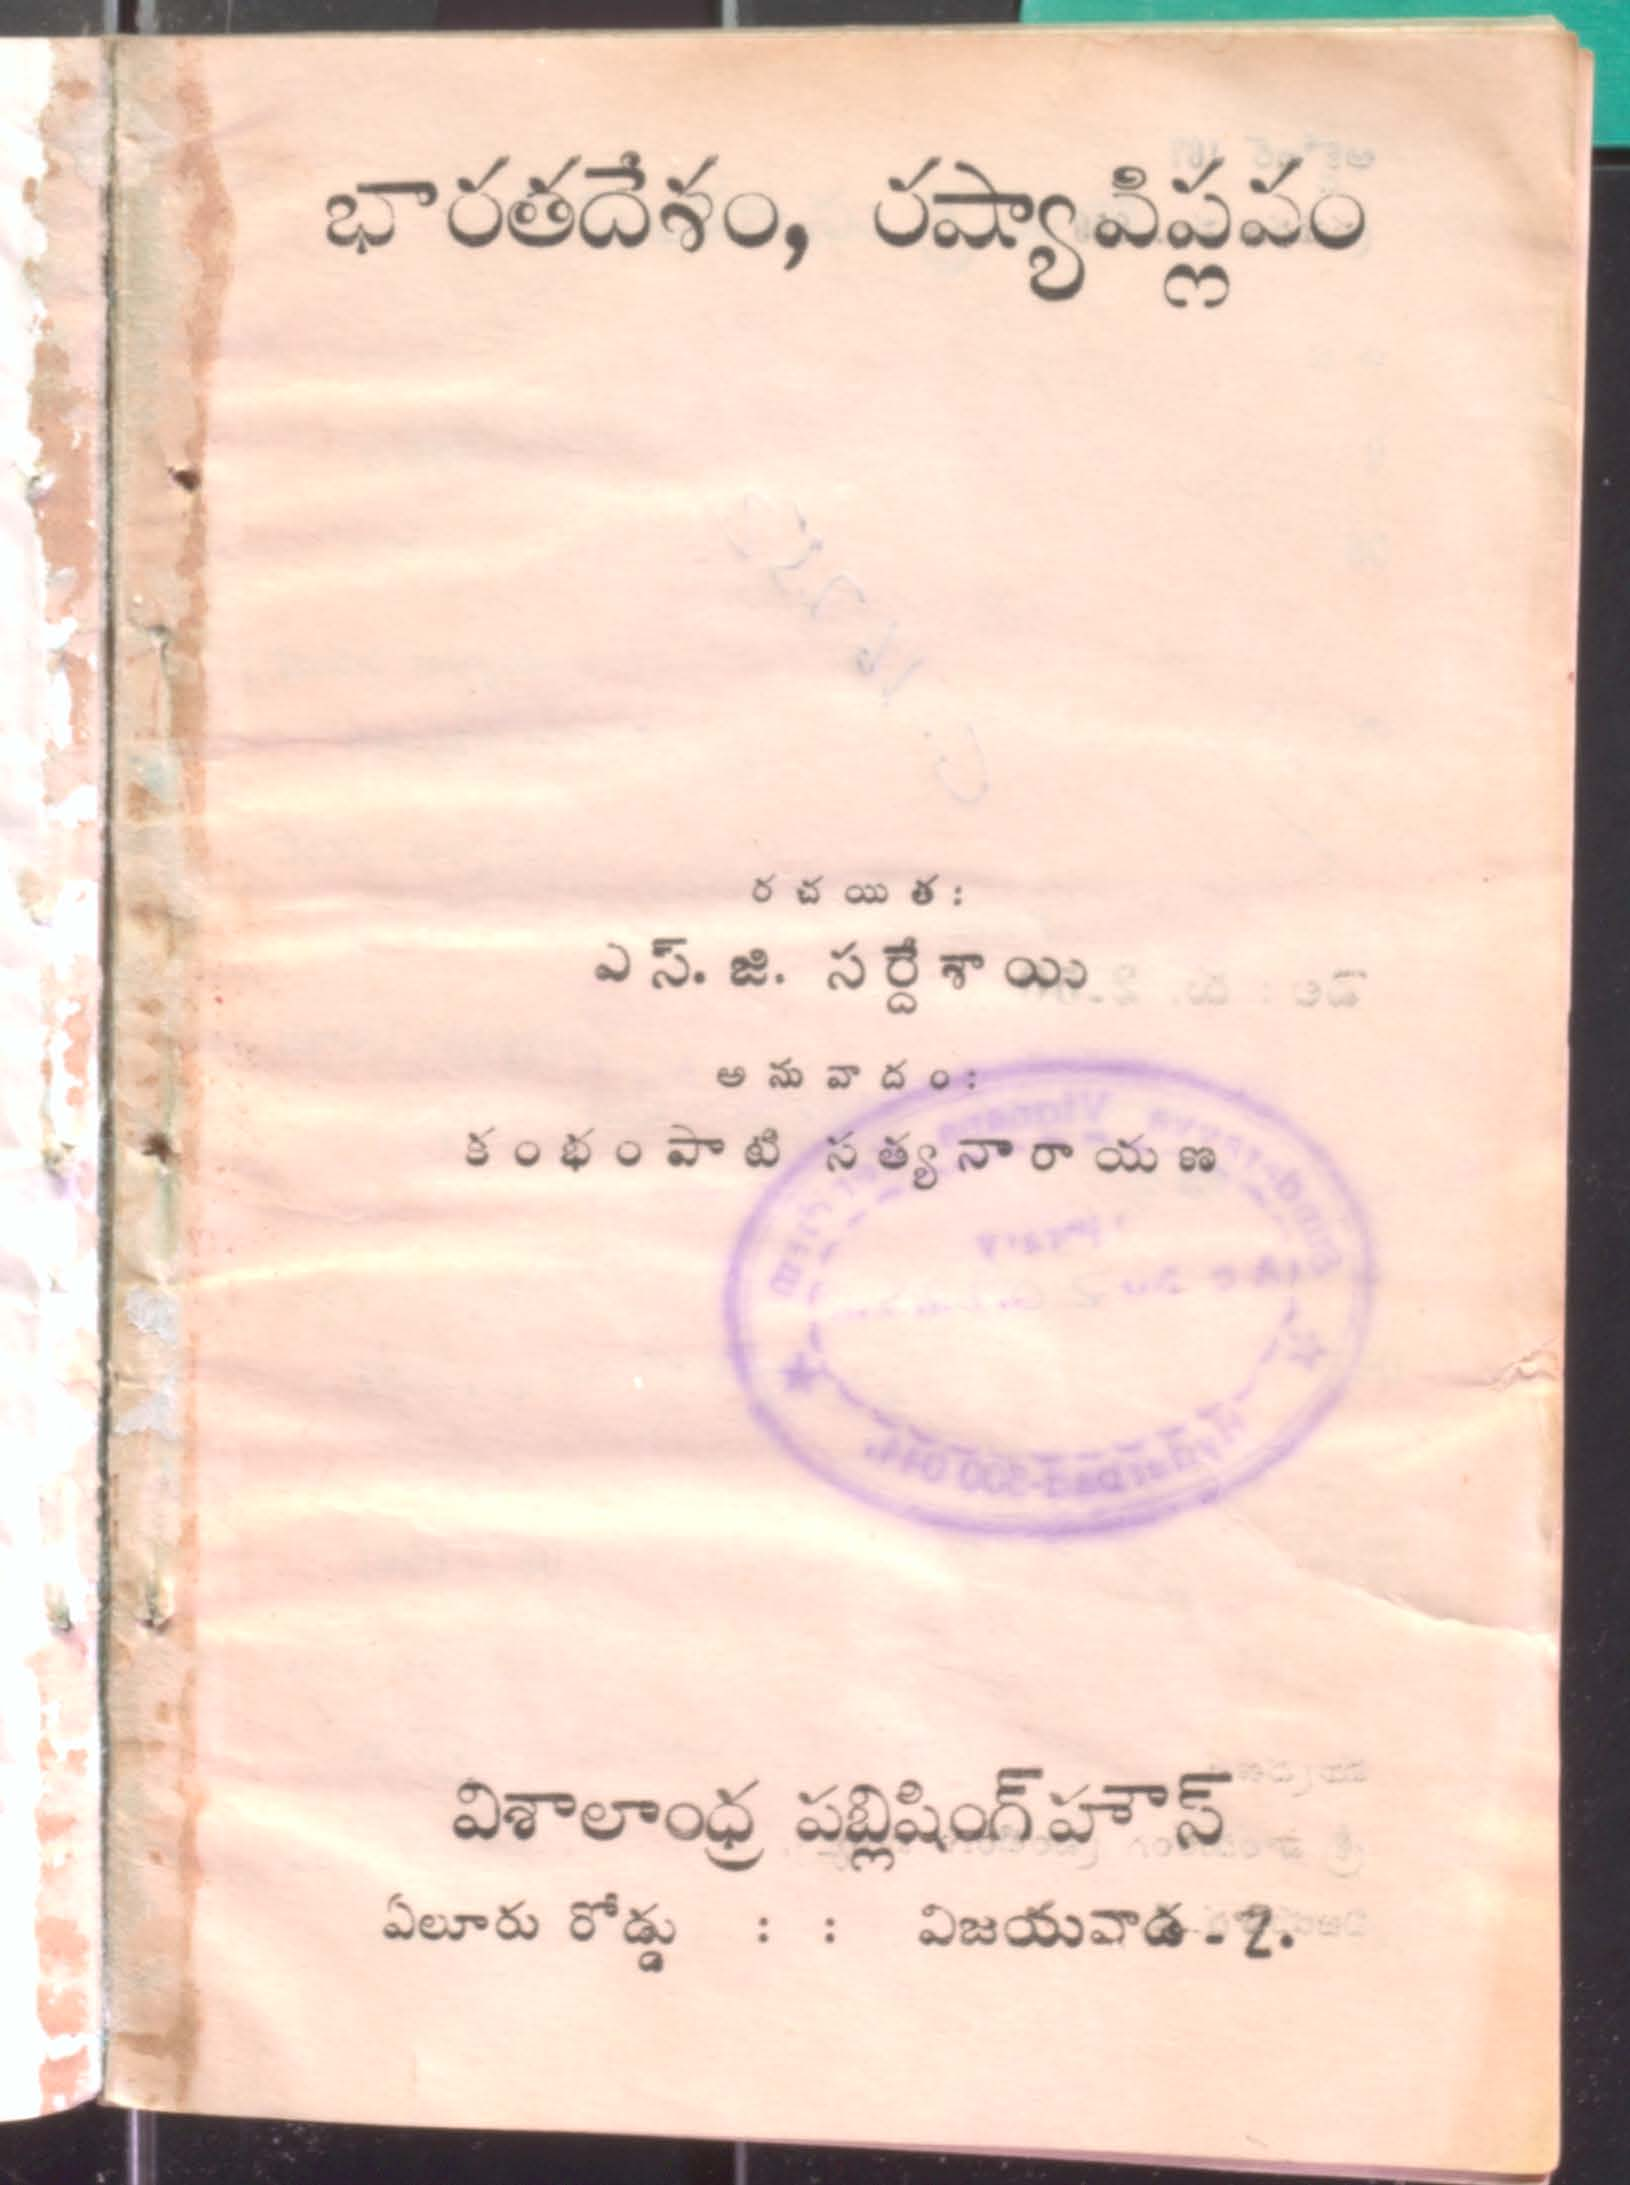 భారతదేశం, రష్యావిప్లవం
రచయిత:
ఎస్. జి. సర్దేశాయి
అనువాదం:
కంభంపాటి సత్యనారాయణ
విశాలాంధ్ర పబ్లిషింగ్ హౌస్
ఏలూరు రోడ్డు : : విజయవాడ - 2.